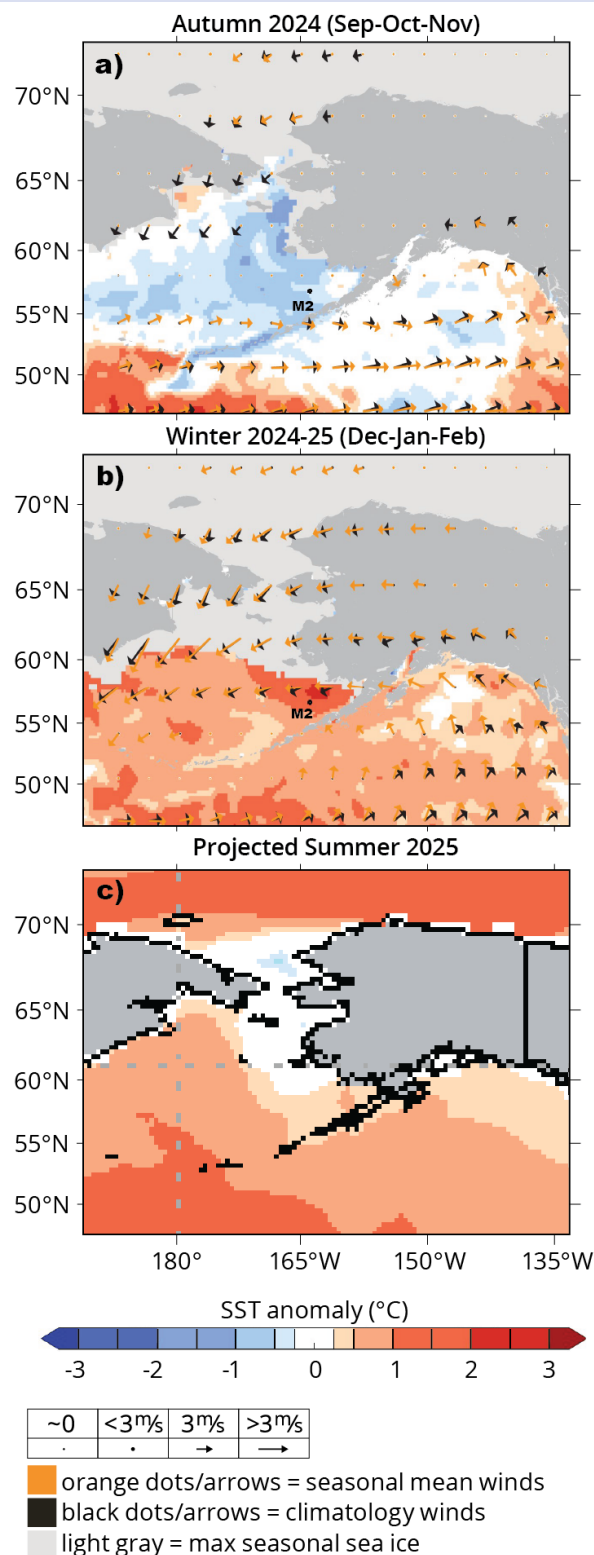 Autumn 2024 (Sep-Oct-Nov)
a)
70°N
65°N
60°N
M2
55°N
50°N
Winter 2024-25 (Dec-Jan-Feb)
b)
70°N
65°N
60°N
M2
55°N
50°N
Projected Summer 2025
c)
70°N
65°N
60°N
55°N
50°N
180° 165°W 150°W 135°W
SST anomaly (°C)
-3 -2 -1 0 1 2 3
~0 <3m/s 3m/s >3m/s
orange dots/arrows = seasonal mean winds
black dots/arrows = climatology winds
light gray = max seasonal sea ice